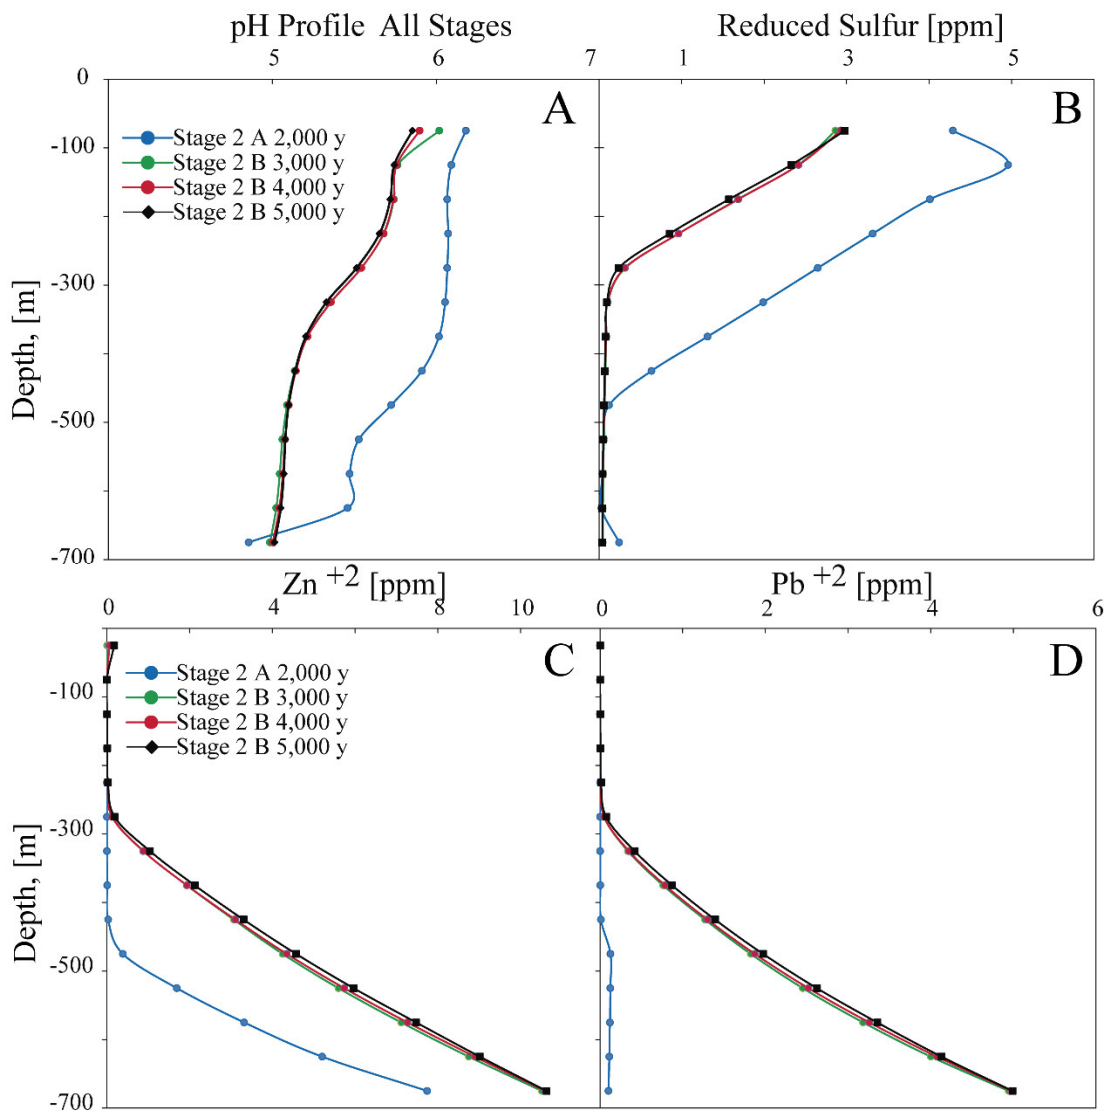 pH Profile All Stages
Reduced Sulfur [ppm]
5 6 7 1 3 5
0
A
B
Stage 2 A 2,000 y
Stage 2 B 3,000 y
Stage 2 B 4,000 y
Stage 2 B 5,000 y
-100
-300
-500
-700
Depth, [m]
Zn +2 [ppm]
Pb +2 [ppm]
0 4 8 10 0 2 4 6
C
D
Stage 2 A 2,000 y
Stage 2 B 3,000 y
Stage 2 B 4,000 y
Stage 2 B 5,000 y
-100
-300
-500
-700
Depth, [m]